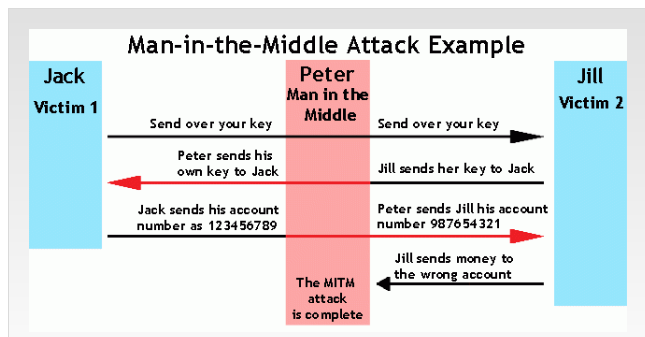 Man-in-the-Middle Attack Example
Jack
Victim 1
Peter
Man in the
Middle
Jill
Victim 2
Send over your key
Send over your key
Peter sends his
own key to Jack
Jill sends her key to Jack
Jack sends his account
number as 123456789
Peter sends Jill his account
number 987654321
Jill sends money to
the wrong account
The MITM
attack
is complete